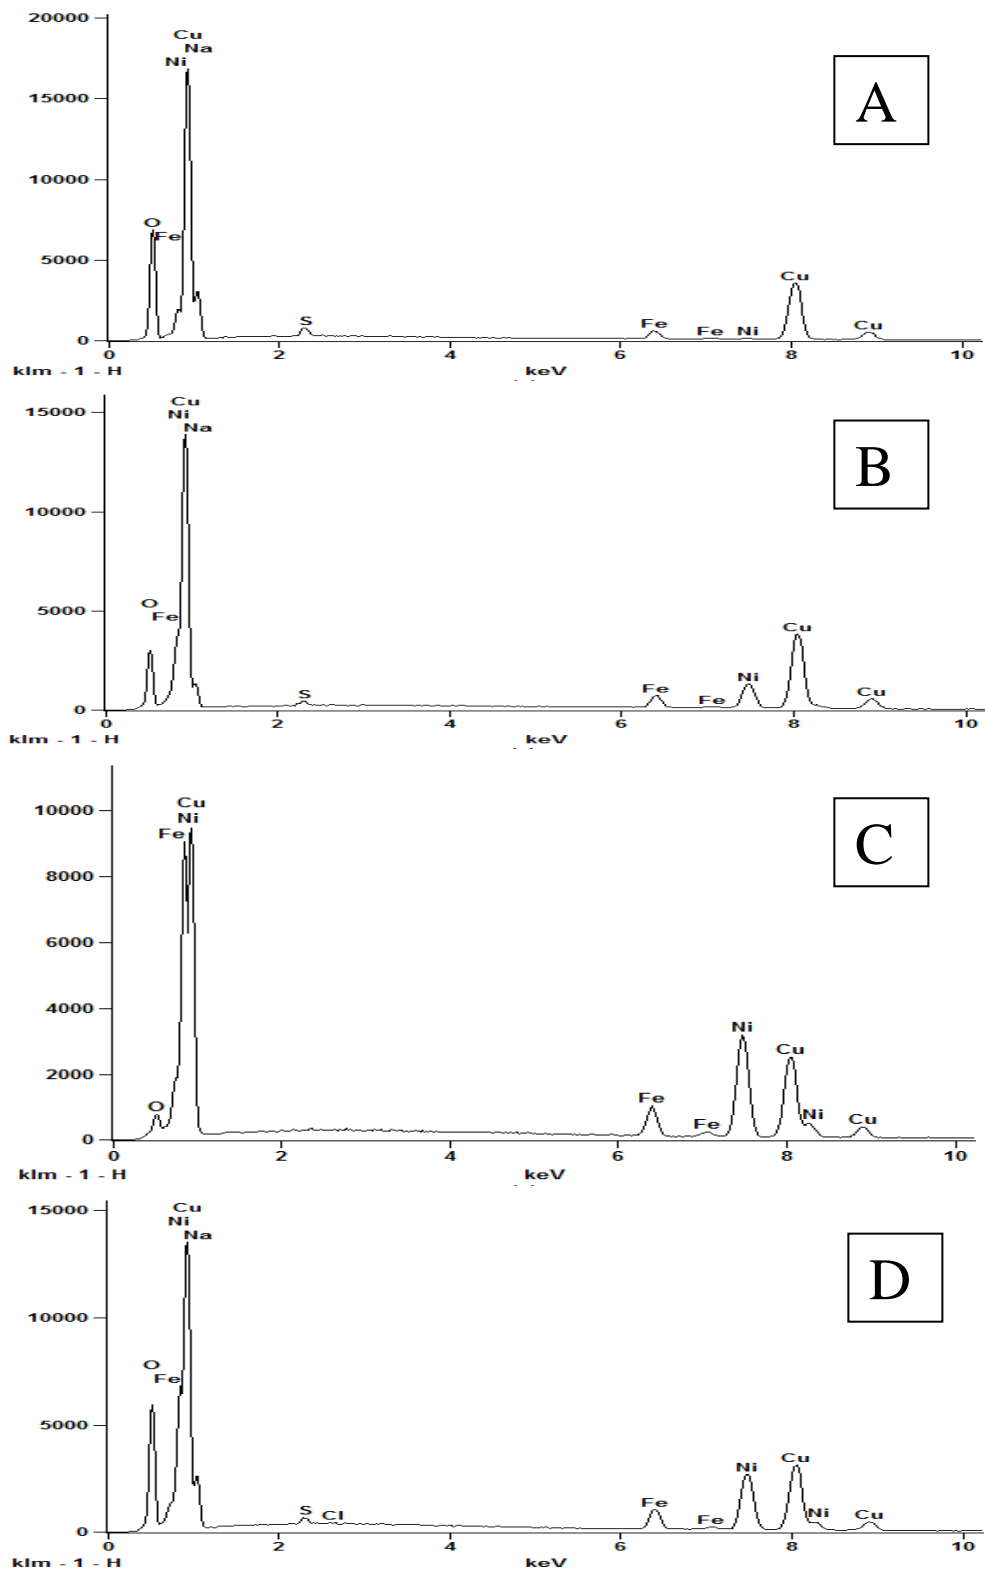 20000
Cu
Na
Ni
15000
A
10000
O
Fe
5000
Cu
S
Fe
Fe
Ni
Cu
0
0
2
4
6
8
10
klm - 1 - H
keV
Cu
15000
Ni
Na
B
10000
O
Fe
5000
Cu
Ni
S
Fe
Fe
Cu
0
0
2
4
6
8
10
klm - 1 - H
keV
Cu
10000
Ni
Fe
C
8000
6000
4000
Ni
Cu
2000
Fe
O
Ni
Fe
Cu
0
0
2
4
6
8
10
klm - 1 - H
keV
15000
Cu
Ni
Na
D
10000
O
Fe
5000
Cu
Ni
Fe
S
Cl
Ni
Fe
Cu
0
0
2
4
6
8
10
klm - 1 - H
keV